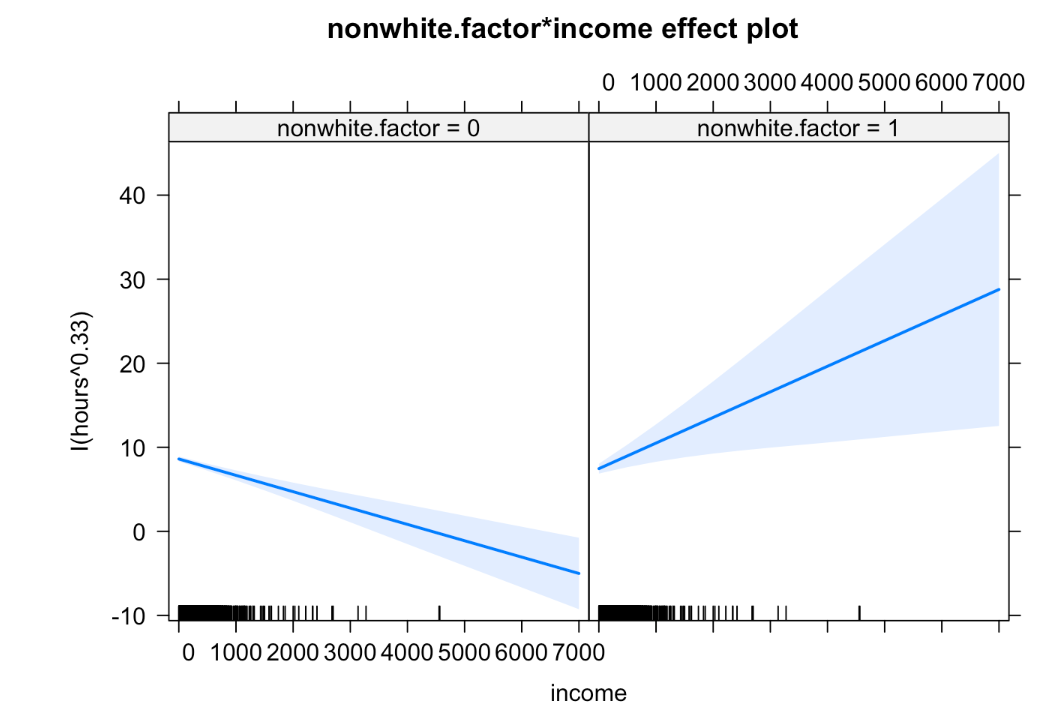 nonwhite.factor*income effect plot
0 1000 2000 3000 4000 5000 6000 7000
nonwhite.factor = 0
nonwhite.factor = 1
I(hours^0.33)
40
30
20
10
0
-10
0 1000 2000 3000 4000 5000 6000 7000
income